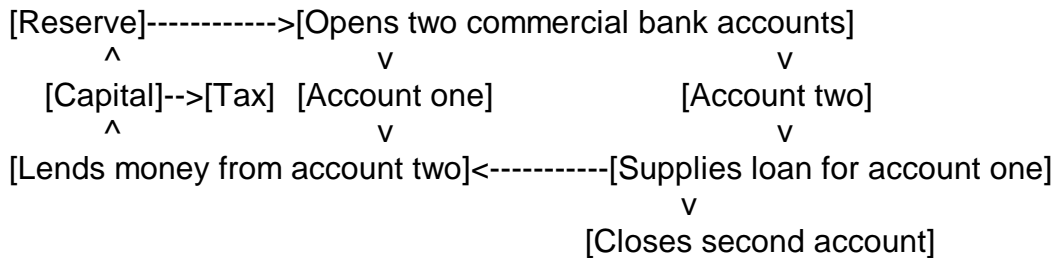 [Reserve]------------>[Opens two commercial bank accounts]
^ v v
[Capital]-->[Tax] [Account one] [Account two]
^ v v
[Lends money from account two]<-----------[Supplies loan for account one]
v
[Closes second account]